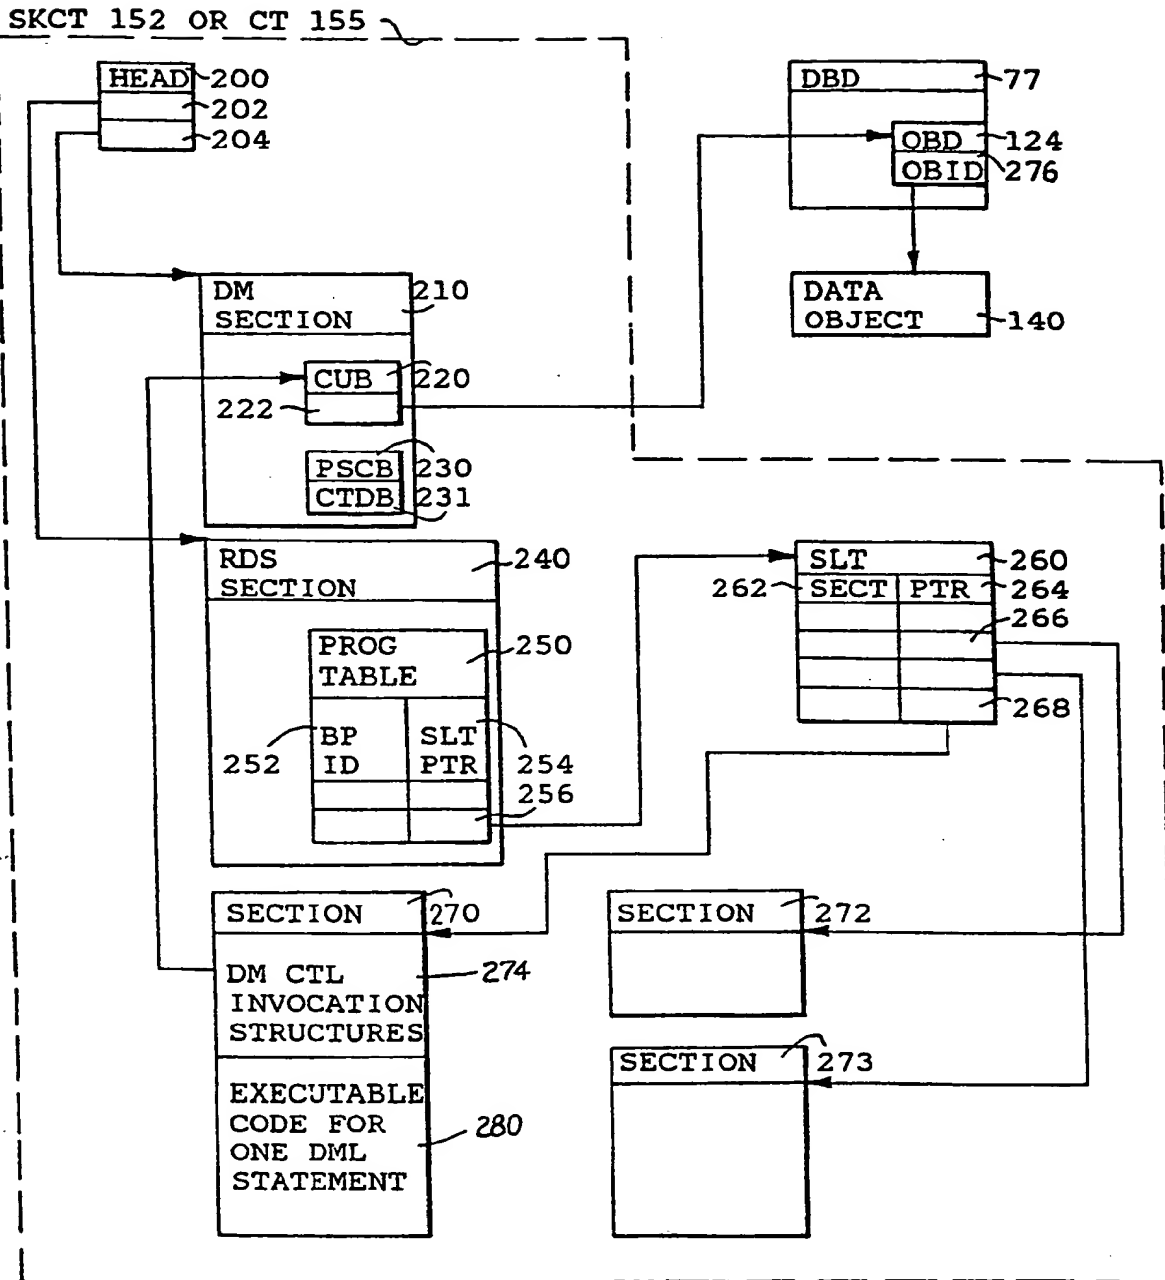 SKCT 152 OR CT 155
HEAD 200
202
204
DBD 77
OBD 124
OBID 276
DATA
OBJECT 140
DM 210
SECTION
CUB 220
222
PSCB 230
CTDB 231
RDS 240
SECTION
PROG 250
TABLE
BP SLT
252 ID PTR 254
256
SLT 260
262 SECT PTR 264
266
268
SECTION 270
DM CTL 274
INVOCATION
STRUCTURES
EXECUTABLE
CODE FOR 280
ONE DML
STATEMENT
SECTION 272
SECTION 273